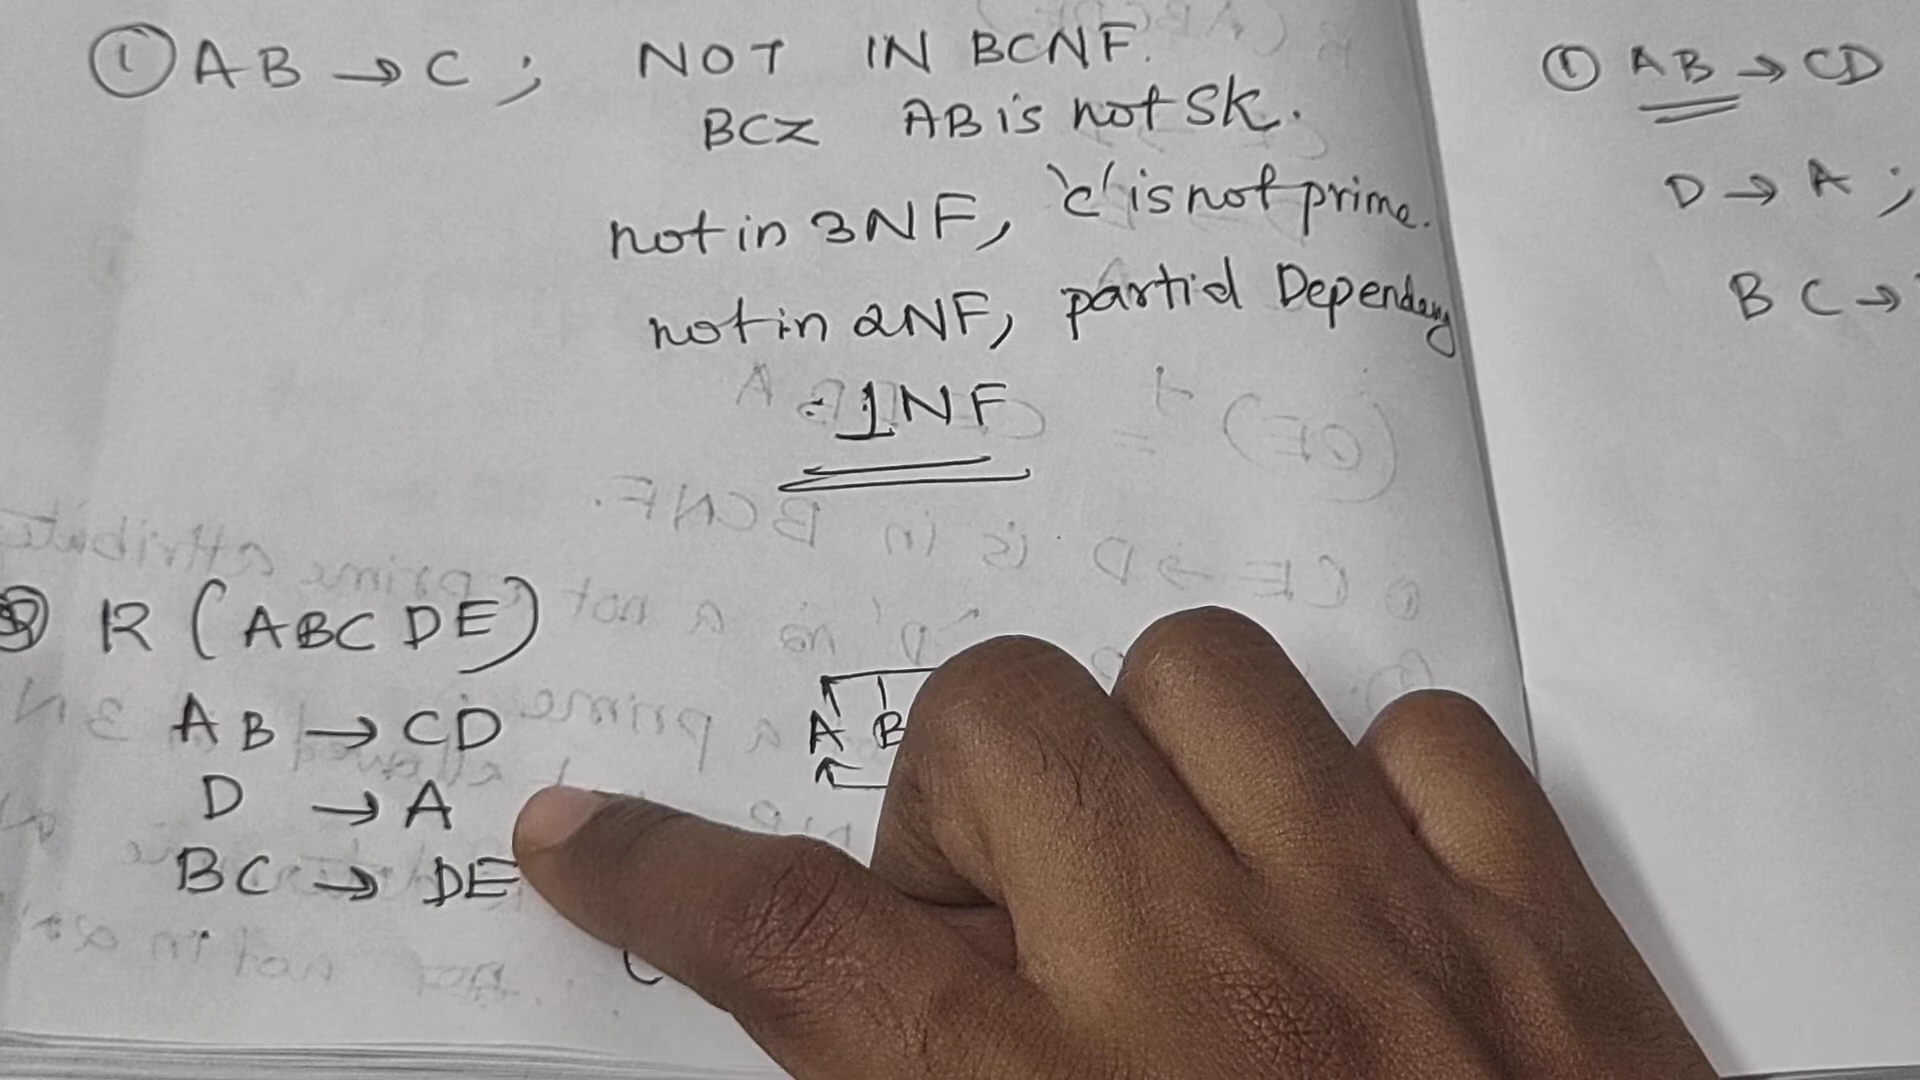 ① AB → C ; NOT IN BCNF.
BCZ AB is not SK.
not in 3NF, 'c' is not prime.
not in 2NF, partial Dependency
∴ 1NF
R (ABCDE)
AB → CD
D → A
BC → DE
A B
① AB → CD
D → A ;
BC →